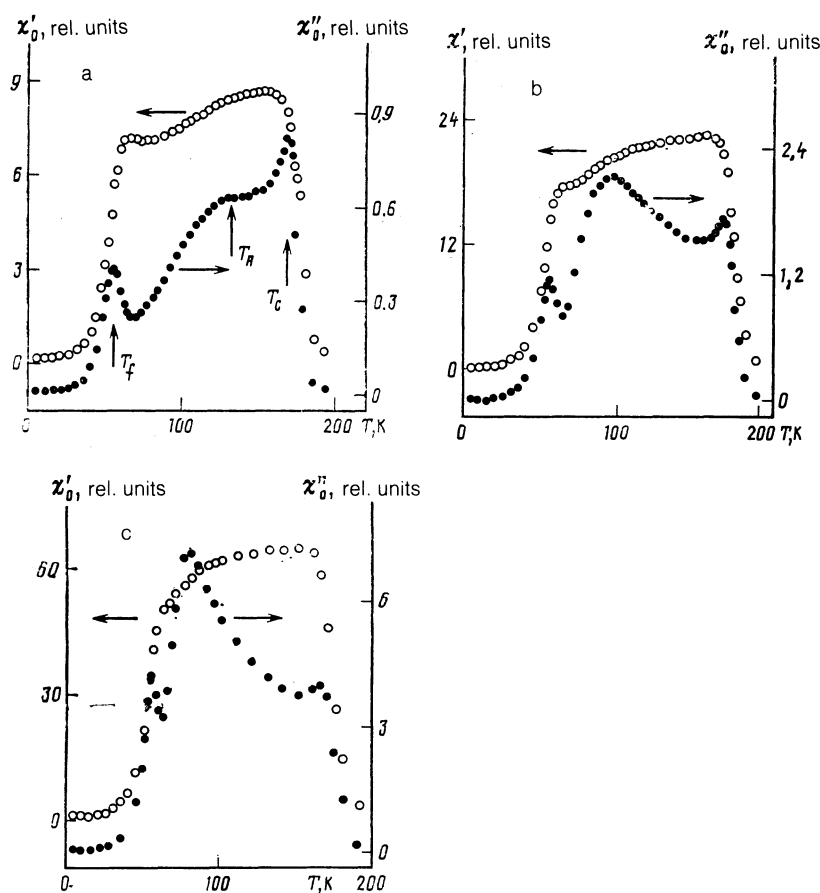 ϰ'₀, rel. units
ϰ''₀, rel. units
a
9
6
3
0
0,9
0,6
0.3
0
T_R
T_C
T_f
0
100
200
T,K
ϰ', rel. units
ϰ''₀, rel. units
b
24
12
0
2,4
1,2
0
0
100
200
T,K
ϰ'₀, rel. units
ϰ''₀, rel. units
c
60
30
0
6
3
0
0
100
T,K
200